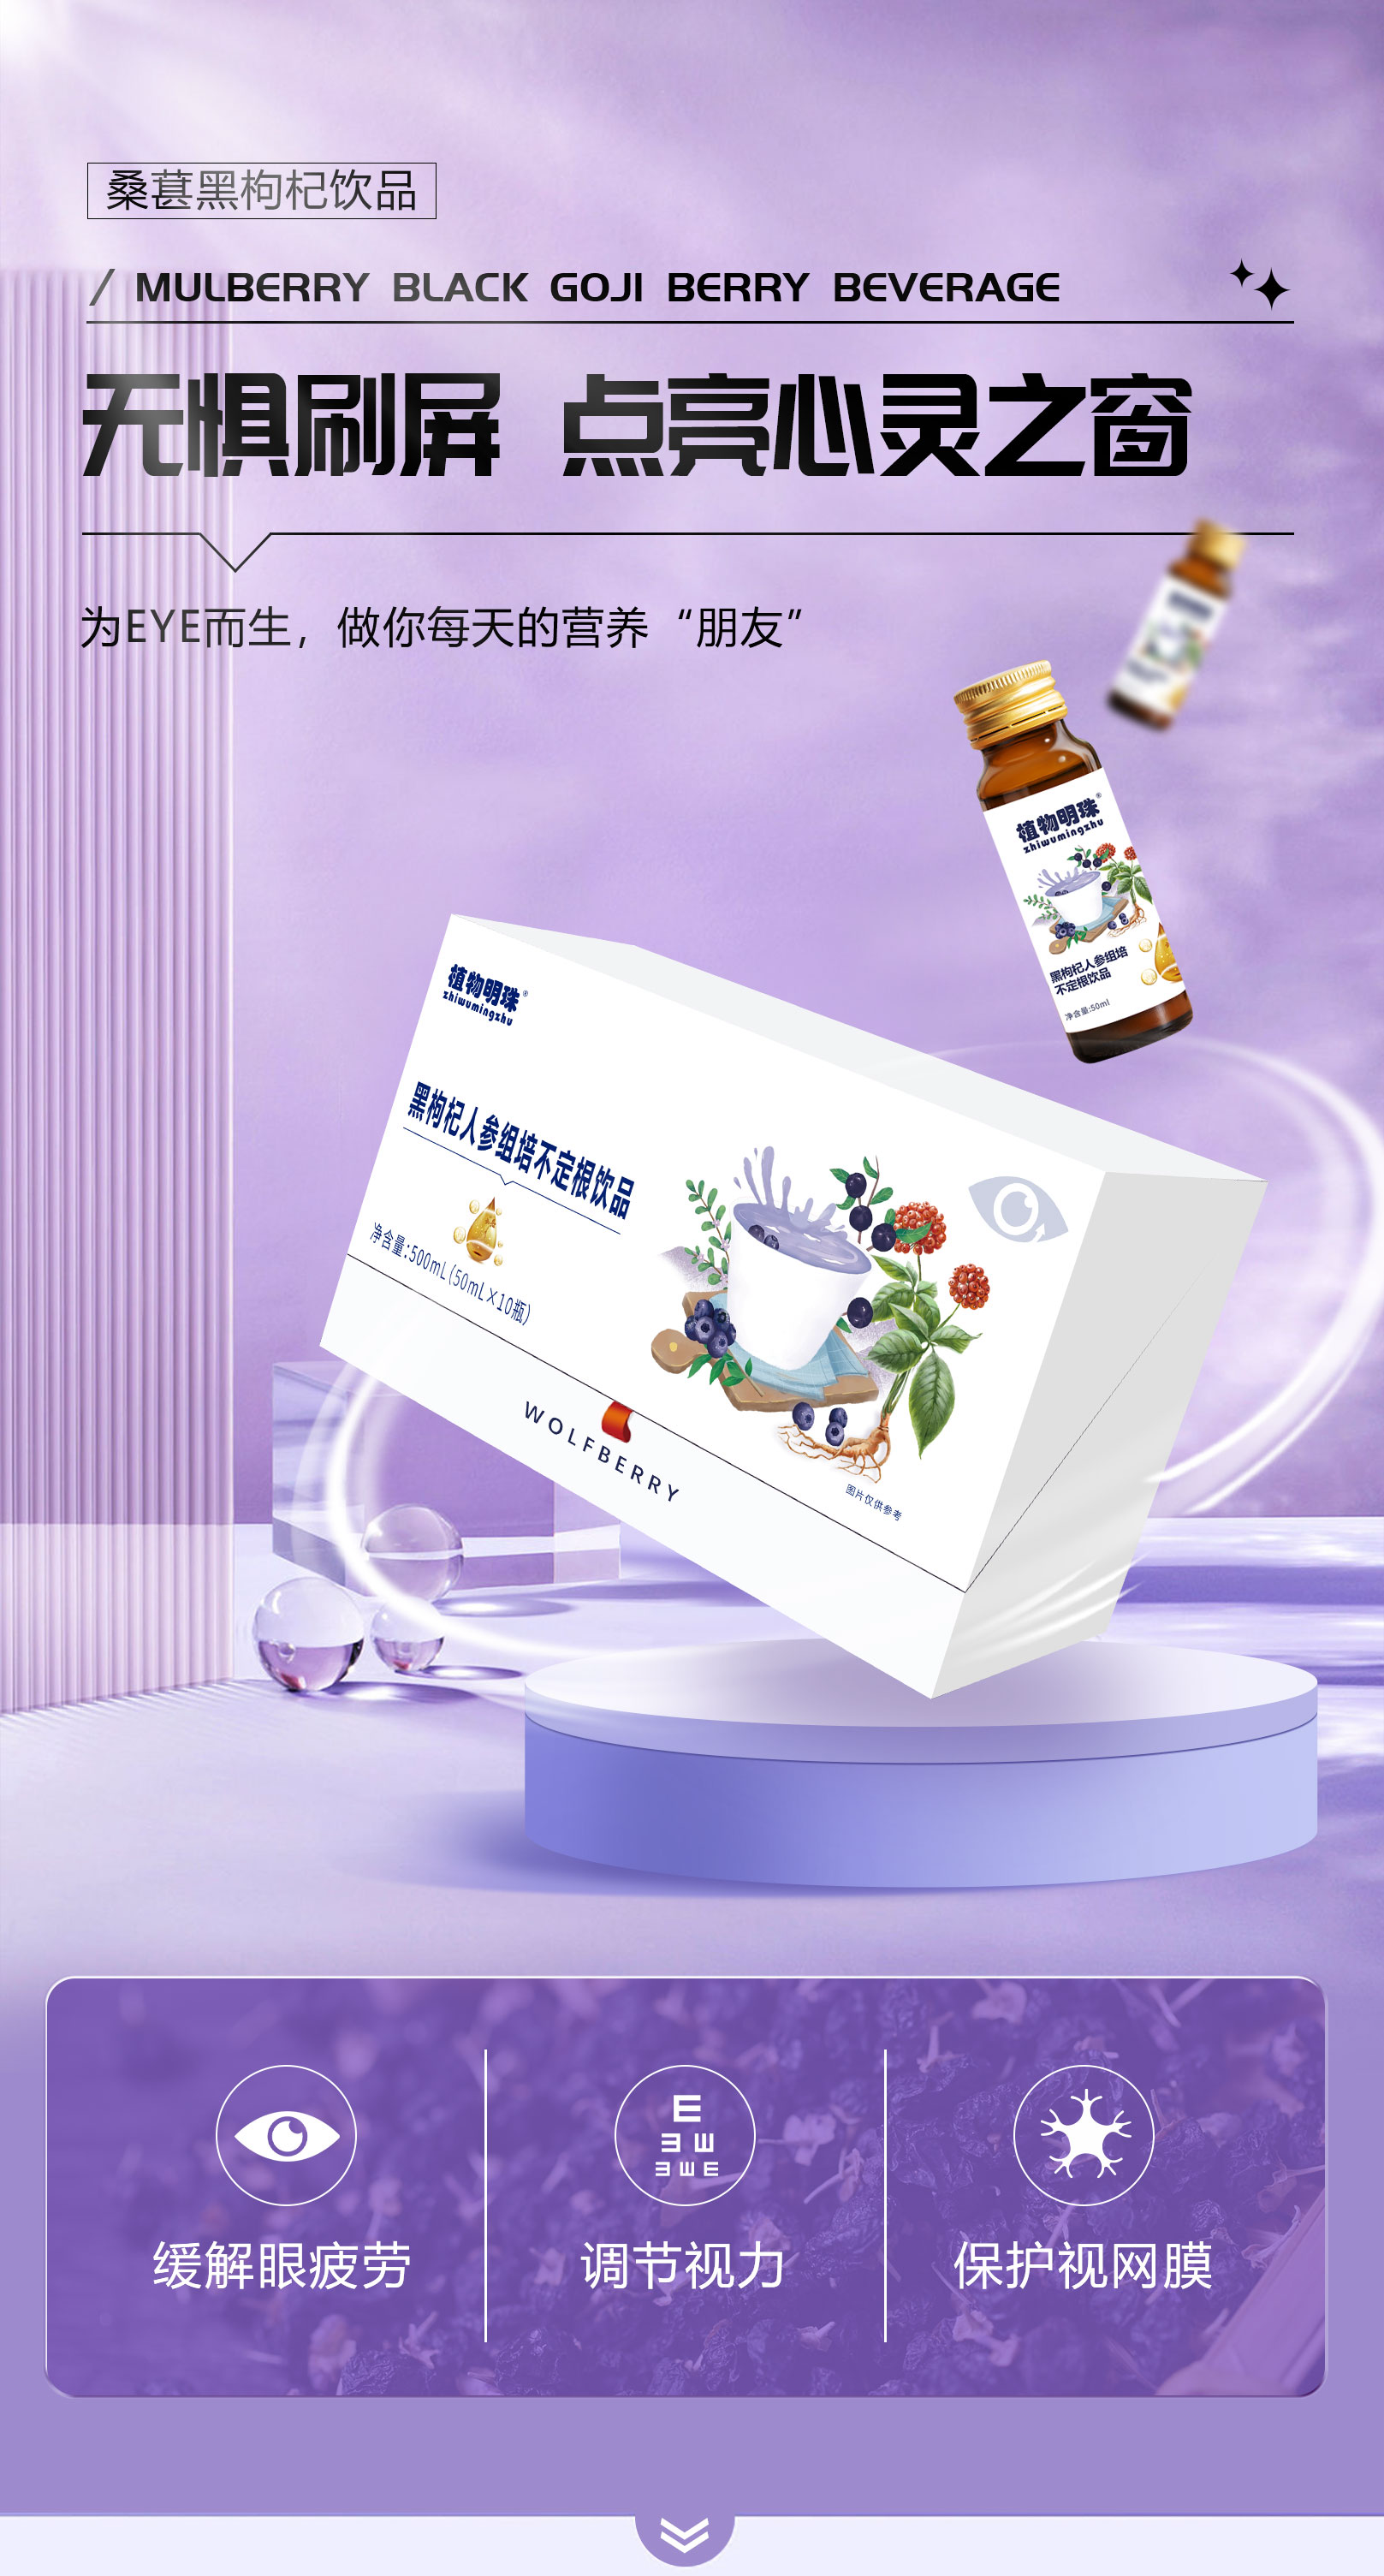 桑葚黑枸杞饮品
/ MULBERRY BLACK GOJI BERRY BEVERAGE
无惧刷屏 点亮心灵之窗
为EYE而生，做你每天的营养“朋友”
植物明珠®
zhiwumingzhu
黑枸杞人参组培
不定根饮品
净含量:50ml
植物明珠®
zhiwumingzhu
黑枸杞人参组培不定根饮品
净含量:500mL(50mL×10瓶)
WOLFBERRY
图片仅供参考
E
E E
E E E
缓解眼疲劳
调节视力
保护视网膜